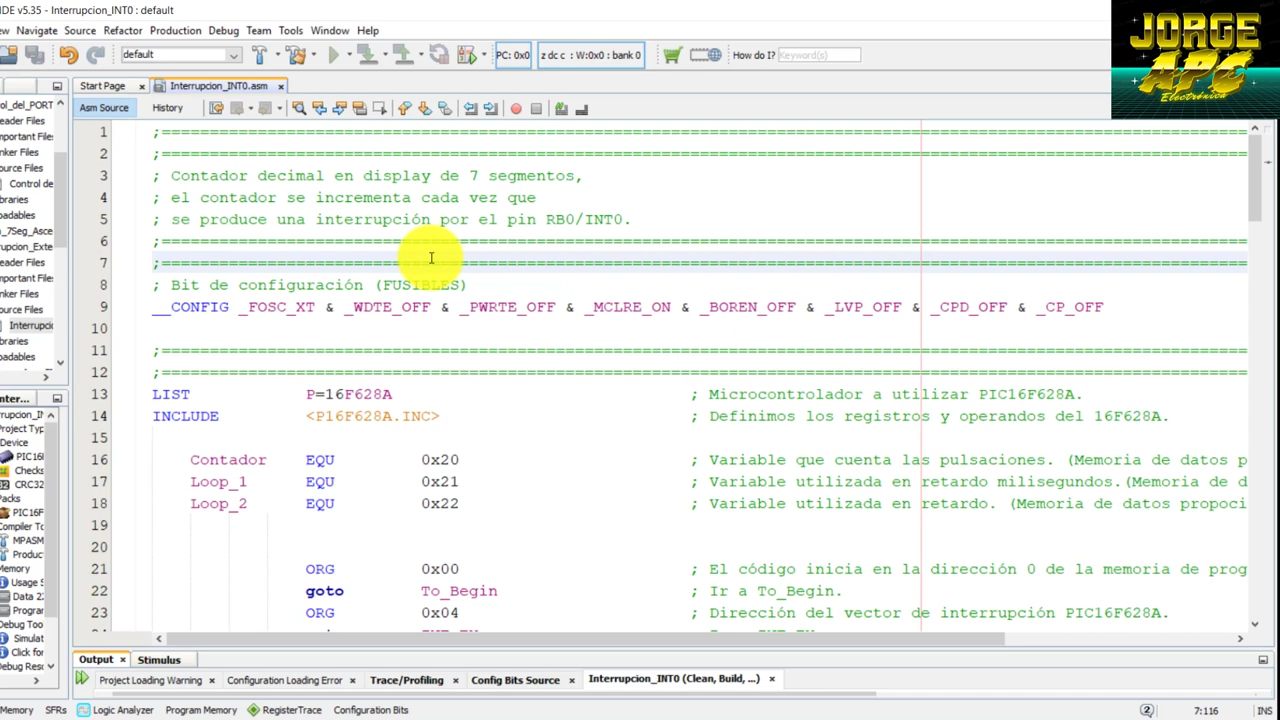 IDE v5.35 - Interrupcion_INT0 : default
Navigate Source Refactor Production Debug Team Tools Window Help
default
PC: 0x0
z dc c : W:0x0 : bank 0
How do I?
Keyword(s)
JORGE
APC
Electrónica
Start Page
Interrupcion_INT0.asm
Asm Source
History
1 ;====================================================
2 ;====================================================
3 ; Contador decimal en display de 7 segmentos,
4 ; el contador se incrementa cada vez que
5 ; se produce una interrupción por el pin RB0/INT0.
6 ;====================================================
7 ;====================================================
8 ; Bit de configuración (FUSIBLES)
9 __CONFIG _FOSC_XT & _WDTE_OFF & _PWRTE_OFF & _MCLRE_ON & _BOREN_OFF & _LVP_OFF & _CPD_OFF & _CP_OFF
10
11 ;====================================================
12 ;====================================================
13 LIST P=16F628A ; Microcontrolador a utilizar PIC16F628A.
14 INCLUDE <P16F628A.INC> ; Definimos los registros y operandos del 16F628A.
15
16 Contador EQU 0x20 ; Variable que cuenta las pulsaciones. (Memoria de datos p
17 Loop_1 EQU 0x21 ; Variable utilizada en retardo milisegundos.(Memoria de d
18 Loop_2 EQU 0x22 ; Variable utilizada en retardo. (Memoria de datos propoci
19
20
21 ORG 0x00 ; El código inicia en la dirección 0 de la memoria de prog
22 goto To_Begin ; Ir a To_Begin.
23 ORG 0x04 ; Dirección del vector de interrupción PIC16F628A.
Output
Stimulus
Project Loading Warning
Configuration Loading Error
Trace/Profiling
Config Bits Source
Interrupcion_INT0 (Clean, Build, ...)
Memory SFRs Logic Analyzer Program Memory RegisterTrace Configuration Bits
2
7:116
INS